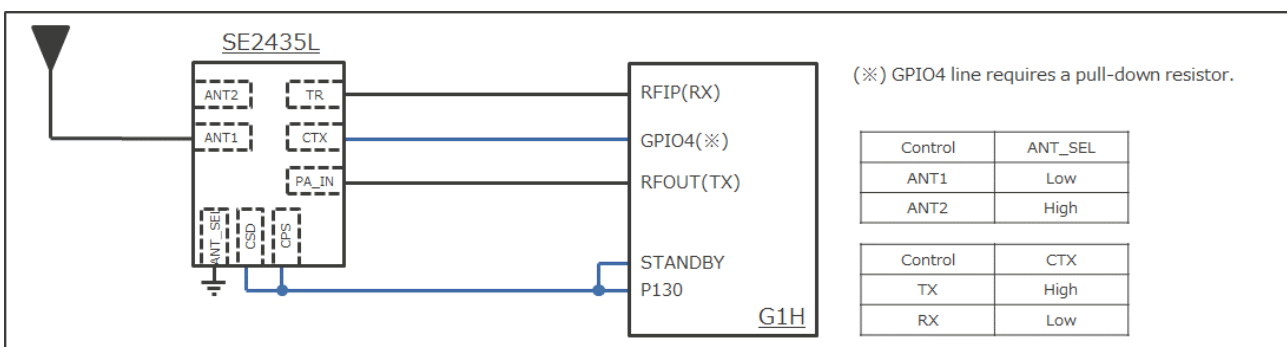 SE2435L
ANT2
TR
ANT1
CTX
PA_IN
ANT_SEL
CSD
CPS
RFIP(RX)
GPIO4(※)
RFOUT(TX)
STANDBY
P130
G1H
(※) GPIO4 line requires a pull-down resistor.
Control ANT_SEL
ANT1 Low
ANT2 High
Control CTX
TX High
RX Low